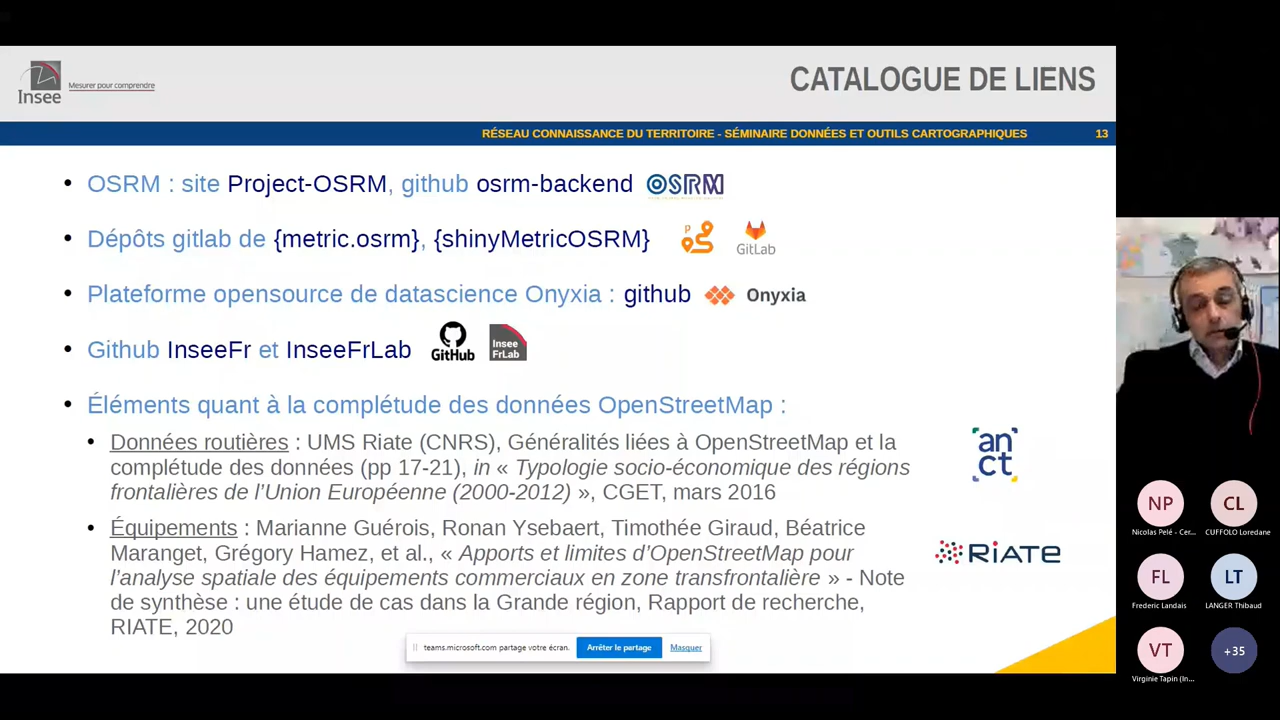 Insee
Mesurer pour comprendre
CATALOGUE DE LIENS
RÉSEAU CONNAISSANCE DU TERRITOIRE - SÉMINAIRE DONNÉES ET OUTILS CARTOGRAPHIQUES 13
• OSRM : site Project-OSRM, github osrm-backend OSRM
• Dépôts gitlab de {metric.osrm}, {shinyMetricOSRM} P GitLab
• Plateforme opensource de datascience Onyxia : github Onyxia
• Github InseeFr et InseeFrLab GitHub Insee FrLab
• Éléments quant à la complétude des données OpenStreetMap :
• Données routières : UMS Riate (CNRS), Généralités liées à OpenStreetMap et la
complétude des données (pp 17-21), in « Typologie socio-économique des régions
frontalières de l'Union Européenne (2000-2012) », CGET, mars 2016
an
ct
• Équipements : Marianne Guérois, Ronan Ysebaert, Timothée Giraud, Béatrice
Maranget, Grégory Hamez, et al., « Apports et limites d'OpenStreetMap pour
l'analyse spatiale des équipements commerciaux en zone transfrontalière » - Note
de synthèse : une étude de cas dans la Grande région, Rapport de recherche,
RIATE, 2020
RIATE
teams.microsoft.com partage votre écran. Arrêter le partage Masquer
NP CL
Nicolas Pelé - Cer... CUFFOLO Loredane
FL LT
Frederic Landais LANGER Thibaud
VT +35
Virginie Tapin (In...